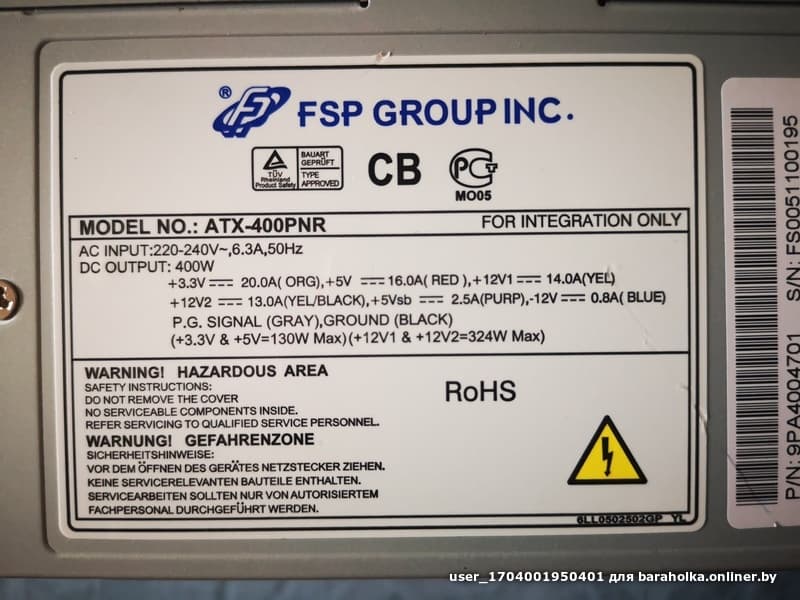 ® FSP GROUP INC.
TÜV Rheinland Product Safety BAUART GEPRÜFT TYPE APPROVED CB PCT MO05
MODEL NO.: ATX-400PNR FOR INTEGRATION ONLY
AC INPUT:220-240V~,6.3A,50Hz
DC OUTPUT: 400W
+3.3V ⎓ 20.0A( ORG),+5V ⎓ 16.0A( RED ),+12V1 ⎓ 14.0A(YEL)
+12V2 ⎓ 13.0A(YEL/BLACK),+5Vsb ⎓ 2.5A(PURP),-12V ⎓ 0.8A( BLUE)
P.G. SIGNAL (GRAY),GROUND (BLACK)
(+3.3V & +5V=130W Max)(+12V1 & +12V2=324W Max)
WARNING! HAZARDOUS AREA
SAFETY INSTRUCTIONS:
DO NOT REMOVE THE COVER
NO SERVICEABLE COMPONENTS INSIDE.
REFER SERVICING TO QUALIFIED SERVICE PERSONNEL.
WARNUNG! GEFAHRENZONE
SICHERHEITSHINWEISE:
VOR DEM ÖFFNEN DES GERÄTES NETZSTECKER ZIEHEN.
KEINE SERVICERELEVANTEN BAUTEILE ENTHALTEN.
SERVICEARBEITEN SOLLTEN NUR VON AUTORISIERTEM
FACHPERSONAL DURCHGEFÜHRT WERDEN.
RoHS
6LL0502502GP YL
P/N: 9PA4004701 S/N: FS0051100195
user_1704001950401 для baraholka.onliner.by